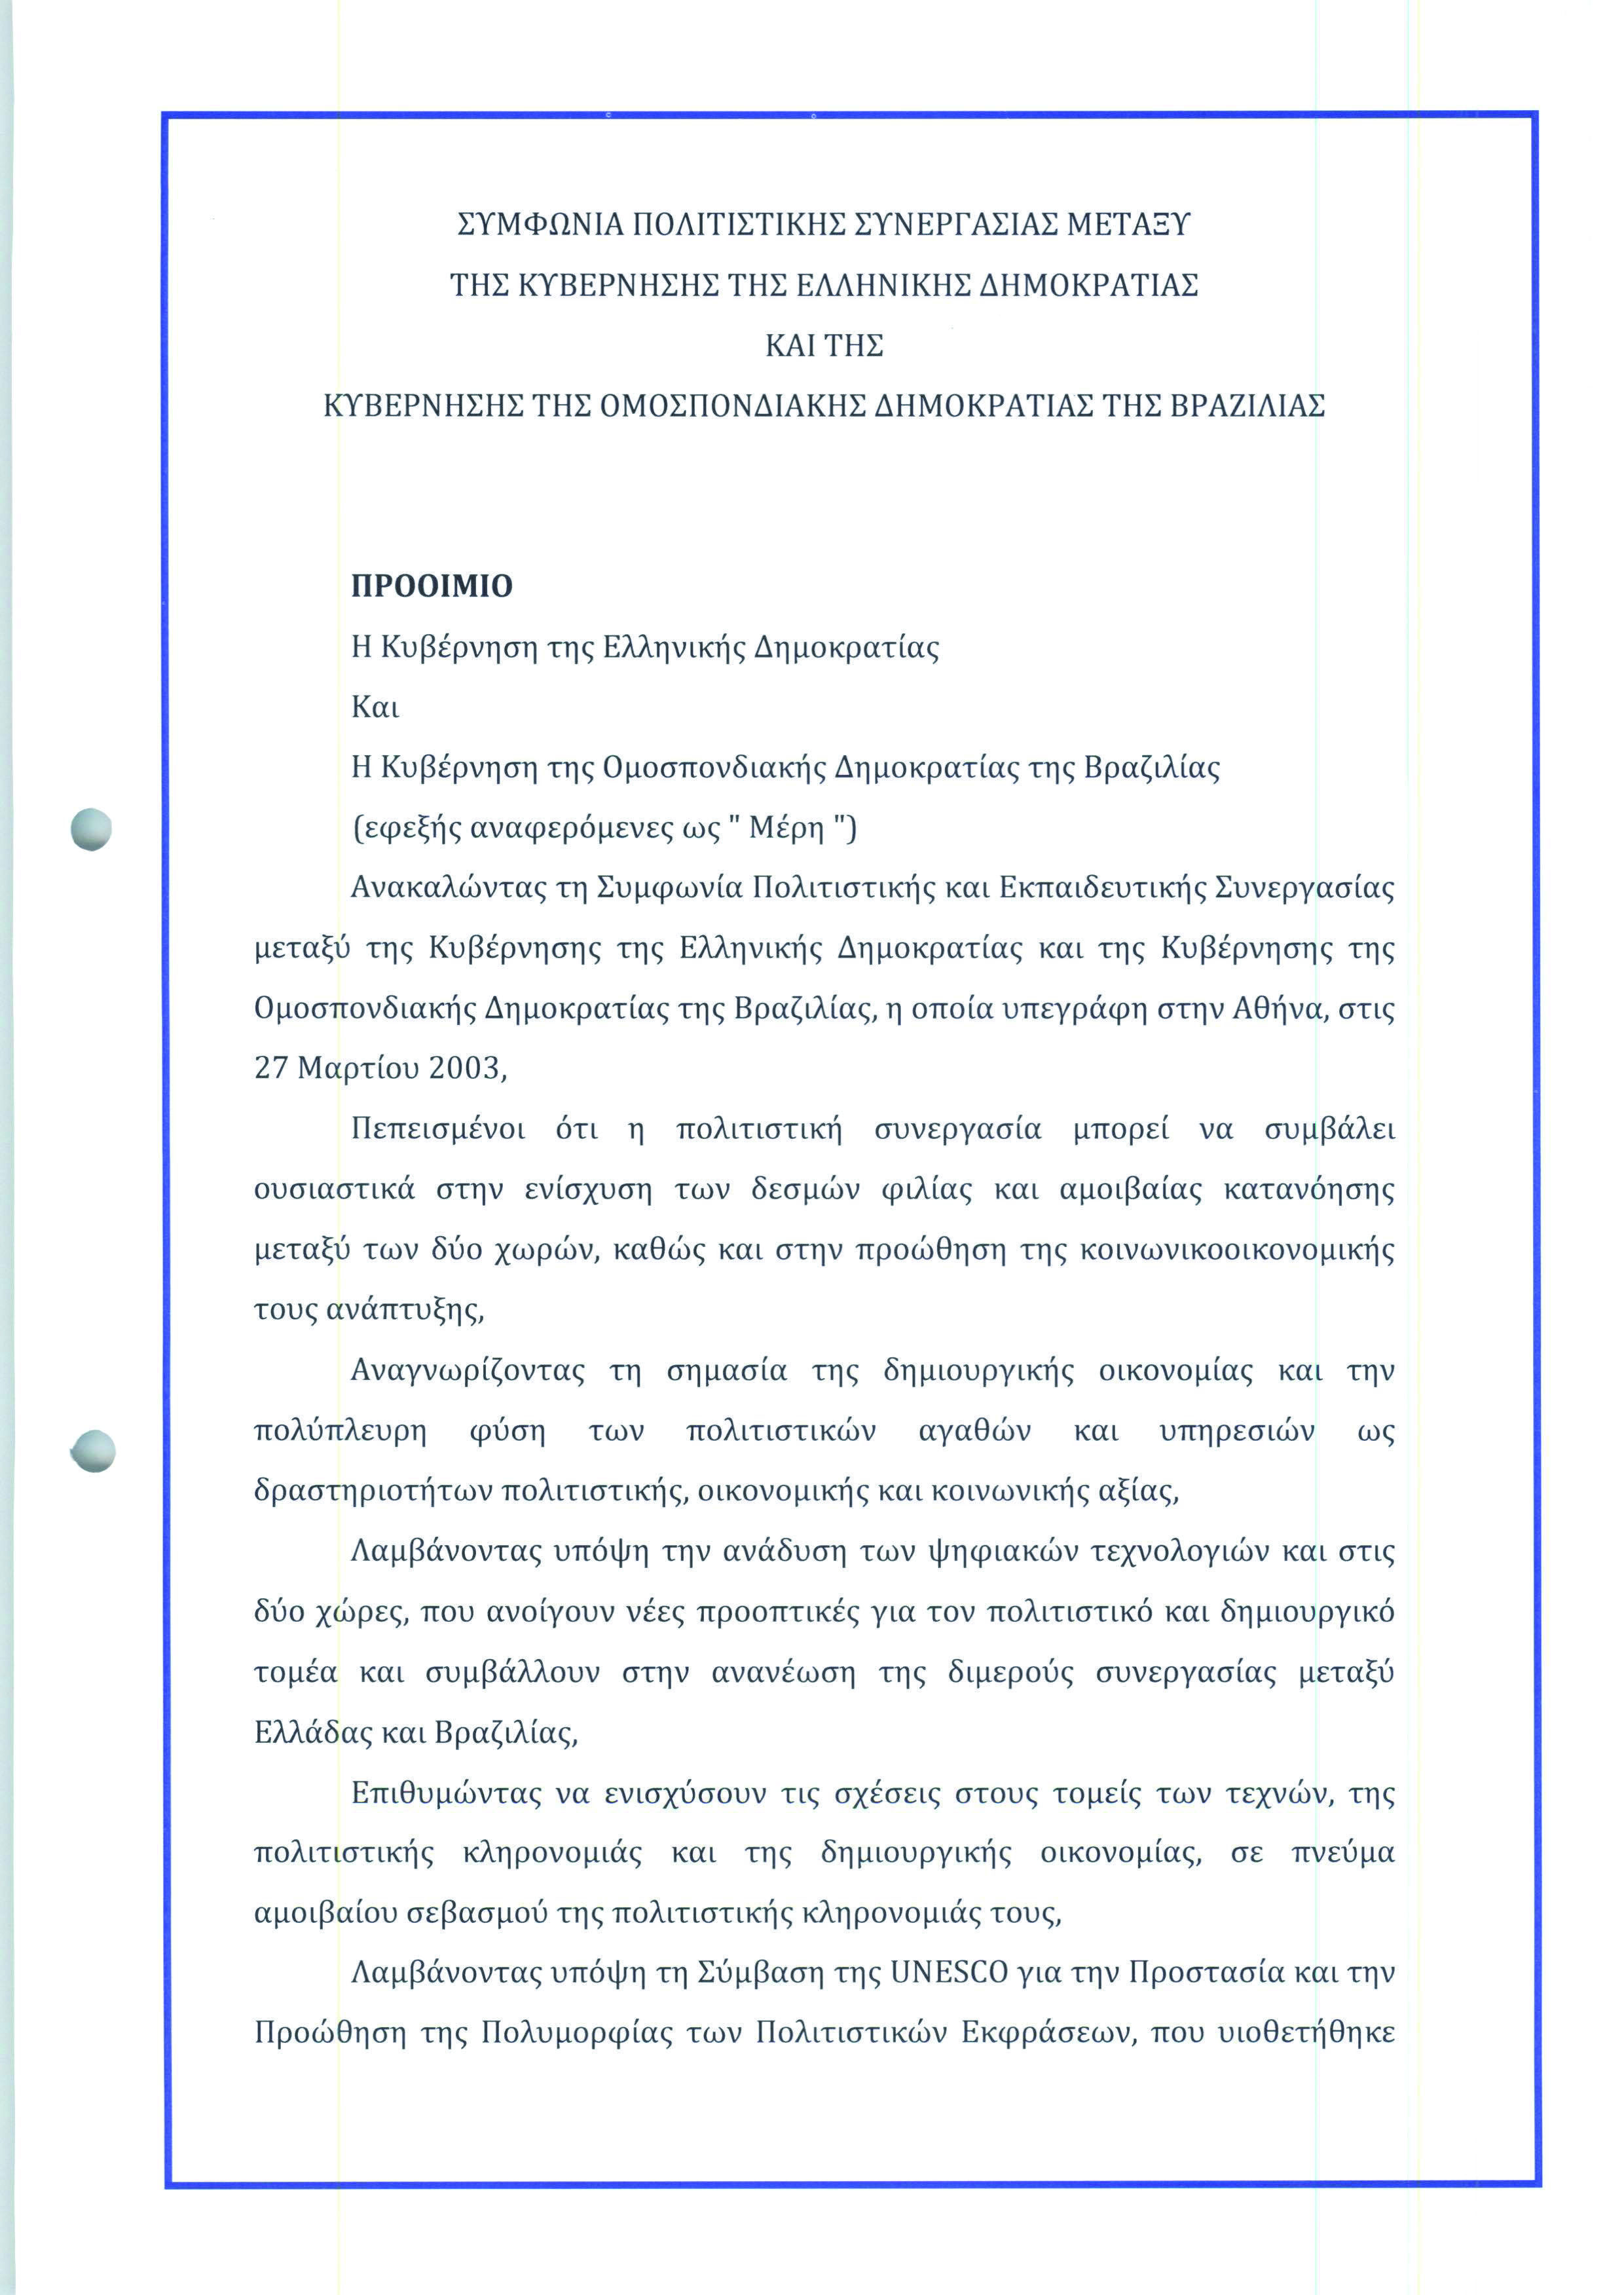 ΣΥΜΦΩΝΙΑ ΠΟΛΙΤΙΣΤΙΚΗΣ ΣΥΝΕΡΓΑΣΙΑΣ ΜΕΤΑΞΥ
ΤΗΣ ΚΥΒΕΡΝΗΣΗΣ ΤΗΣ ΕΛΛΗΝΙΚΗΣ ΔΗΜΟΚΡΑΤΙΑΣ
ΚΑΙ ΤΗΣ
ΚΥΒΕΡΝΗΣΗΣ ΤΗΣ ΟΜΟΣΠΟΝΔΙΑΚΗΣ ΔΗΜΟΚΡΑΤΙΑΣ ΤΗΣ ΒΡΑΖΙΛΙΑΣ
ΠΡΟΟΙΜΙΟ
Η Κυβέρνηση της Ελληνικής Δημοκρατίας
Και
Η Κυβέρνηση της Ομοσπονδιακής Δημοκρατίας της Βραζιλίας
(εφεξής αναφερόμενες ως " Μέρη ")
Ανακαλώντας τη Συμφωνία Πολιτιστικής και Εκπαιδευτικής Συνεργασίας
μεταξύ της Κυβέρνησης της Ελληνικής Δημοκρατίας και της Κυβέρνησης της
Ομοσπονδιακής Δημοκρατίας της Βραζιλίας, η οποία υπεγράφη στην Αθήνα, στις
27 Μαρτίου 2003,
Πεπεισμένοι ότι η πολιτιστική συνεργασία μπορεί να συμβάλει
ουσιαστικά στην ενίσχυση των δεσμών φιλίας και αμοιβαίας κατανόησης
μεταξύ των δύο χωρών, καθώς και στην προώθηση της κοινωνικοοικονομικής
τους ανάπτυξης,
Αναγνωρίζοντας τη σημασία της δημιουργικής οικονομίας και την
πολύπλευρη φύση των πολιτιστικών αγαθών και υπηρεσιών ως
δραστηριοτήτων πολιτιστικής, οικονομικής και κοινωνικής αξίας,
Λαμβάνοντας υπόψη την ανάδυση των ψηφιακών τεχνολογιών και στις
δύο χώρες, που ανοίγουν νέες προοπτικές για τον πολιτιστικό και δημιουργικό
τομέα και συμβάλλουν στην ανανέωση της διμερούς συνεργασίας μεταξύ
Ελλάδας και Βραζιλίας,
Επιθυμώντας να ενισχύσουν τις σχέσεις στους τομείς των τεχνών, της
πολιτιστικής κληρονομιάς και της δημιουργικής οικονομίας, σε πνεύμα
αμοιβαίου σεβασμού της πολιτιστικής κληρονομιάς τους,
Λαμβάνοντας υπόψη τη Σύμβαση της UNESCO για την Προστασία και την
Προώθηση της Πολυμορφίας των Πολιτιστικών Εκφράσεων, που υιοθετήθηκε